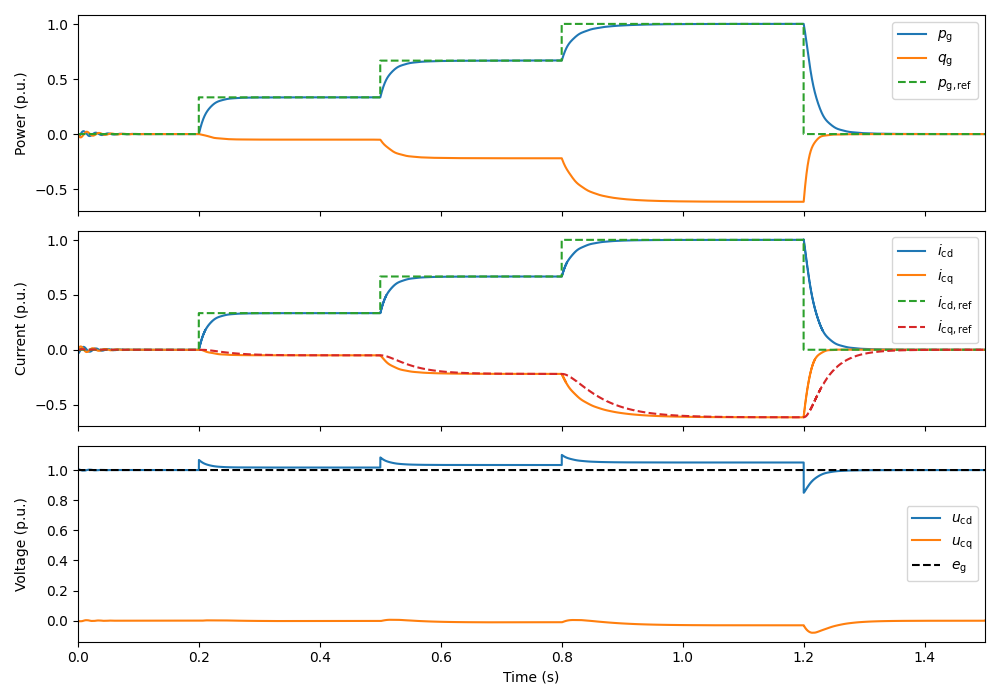 1.0
0.5
0.0
−0.5
Power (p.u.)
p_g
q_g
p_g,ref
1.0
0.5
0.0
−0.5
Current (p.u.)
i_cd
i_cq
i_cd,ref
i_cq,ref
1.0
0.8
0.6
0.4
0.2
0.0
Voltage (p.u.)
u_cd
u_cq
e_g
0.0 0.2 0.4 0.6 0.8 1.0 1.2 1.4
Time (s)